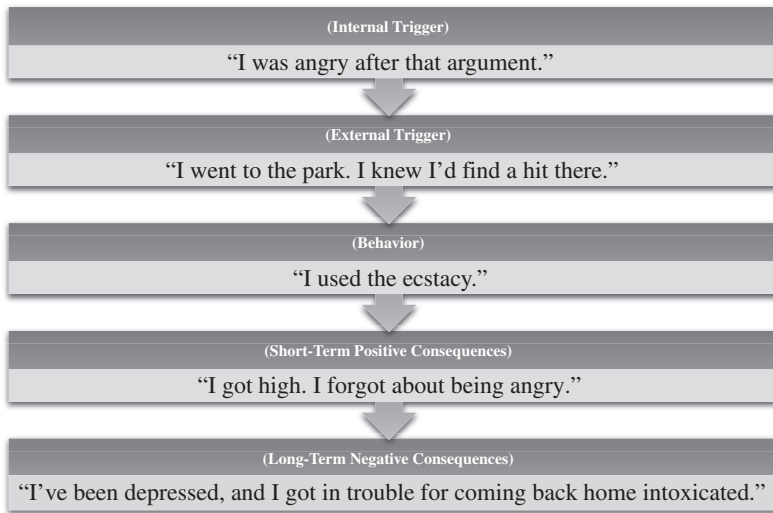 (Internal Trigger)
“I was angry after that argument.”
(External Trigger)
“I went to the park. I knew I’d find a hit there.”
(Behavior)
“I used the ecstacy.”
(Short-Term Positive Consequences)
“I got high. I forgot about being angry.”
(Long-Term Negative Consequences)
“I’ve been depressed, and I got in trouble for coming back home intoxicated.”